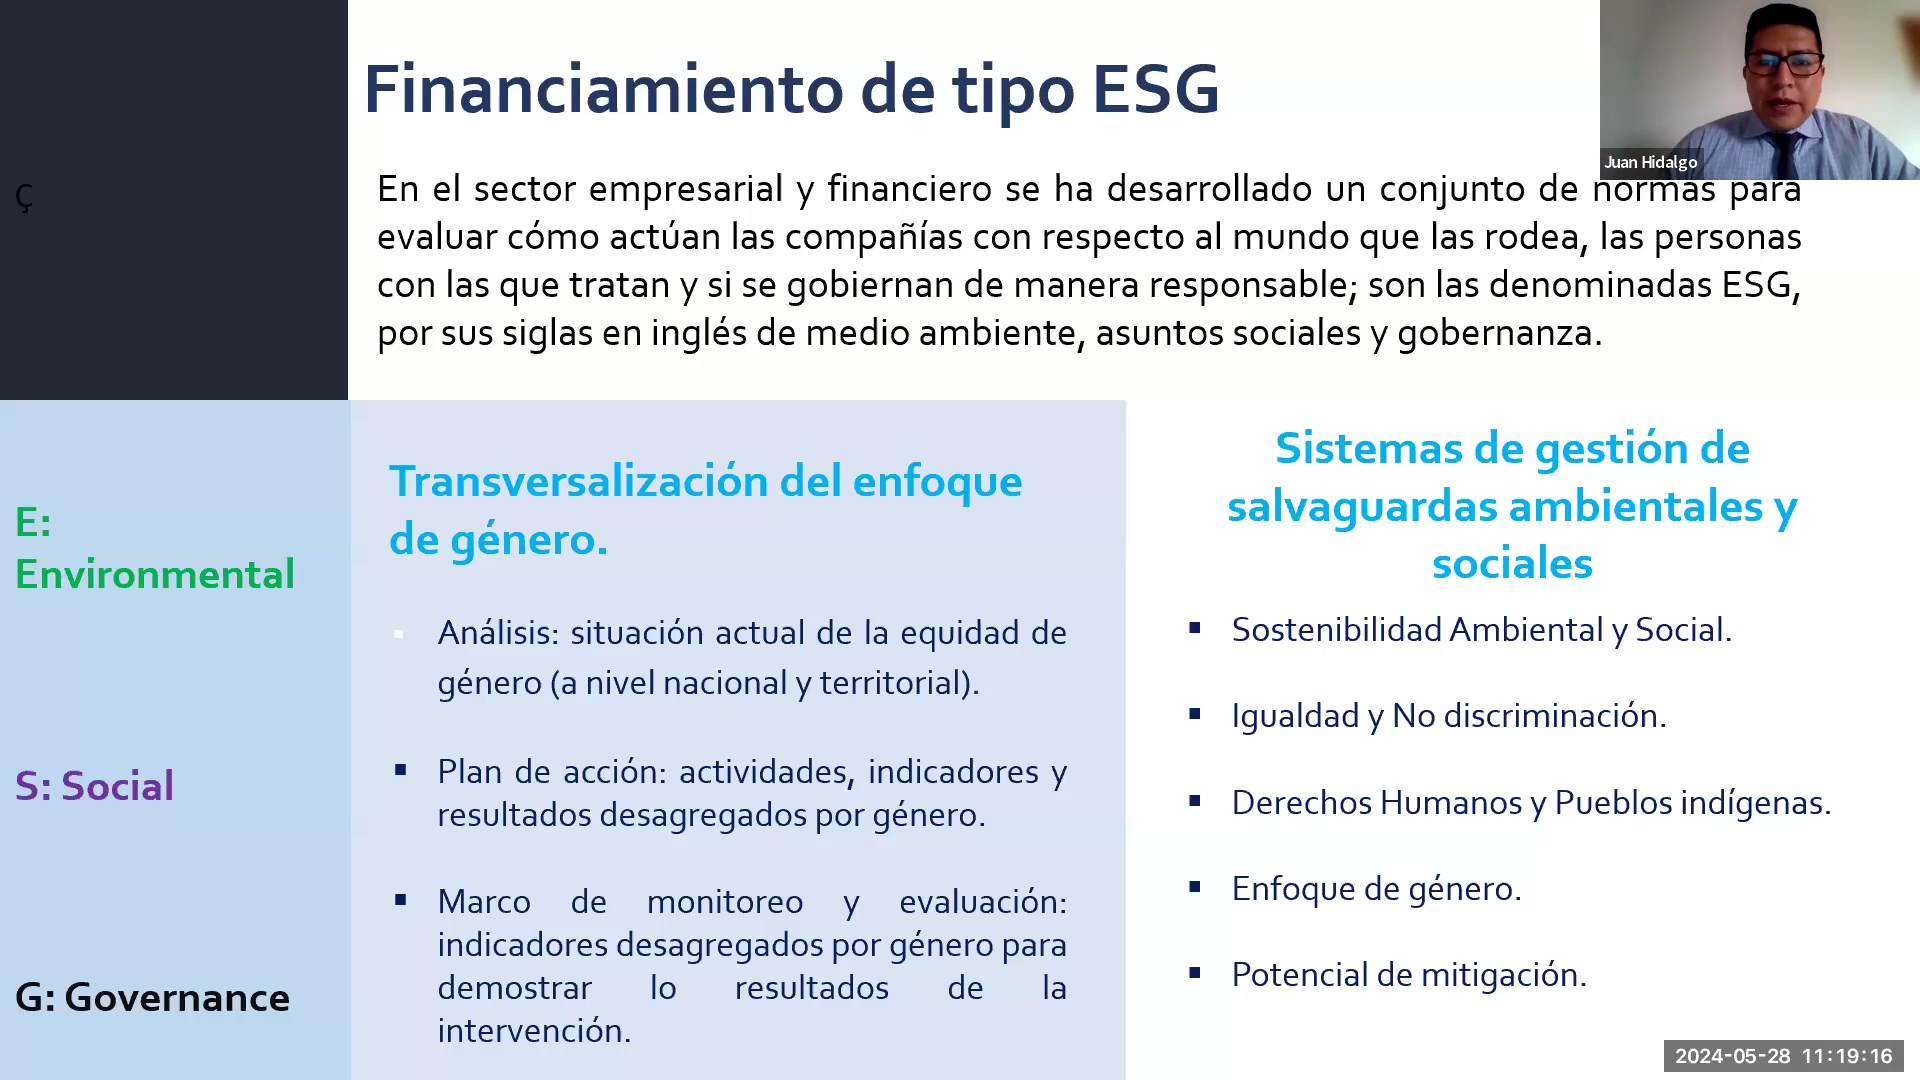 Financiamiento de tipo ESG
Juan Hidalgo
ç
En el sector empresarial y financiero se ha desarrollado un conjunto de normas para
evaluar cómo actúan las compañías con respecto al mundo que las rodea, las personas
con las que tratan y si se gobiernan de manera responsable; son las denominadas ESG,
por sus siglas en inglés de medio ambiente, asuntos sociales y gobernanza.
E:
Environmental
S: Social
G: Governance
Transversalización del enfoque
de género.
▪ Análisis: situación actual de la equidad de
género (a nivel nacional y territorial).
▪ Plan de acción: actividades, indicadores y
resultados desagregados por género.
▪ Marco de monitoreo y evaluación:
indicadores desagregados por género para
demostrar lo resultados de la
intervención.
Sistemas de gestión de
salvaguardas ambientales y
sociales
▪ Sostenibilidad Ambiental y Social.
▪ Igualdad y No discriminación.
▪ Derechos Humanos y Pueblos indígenas.
▪ Enfoque de género.
▪ Potencial de mitigación.
2024-05-28 11:19:16